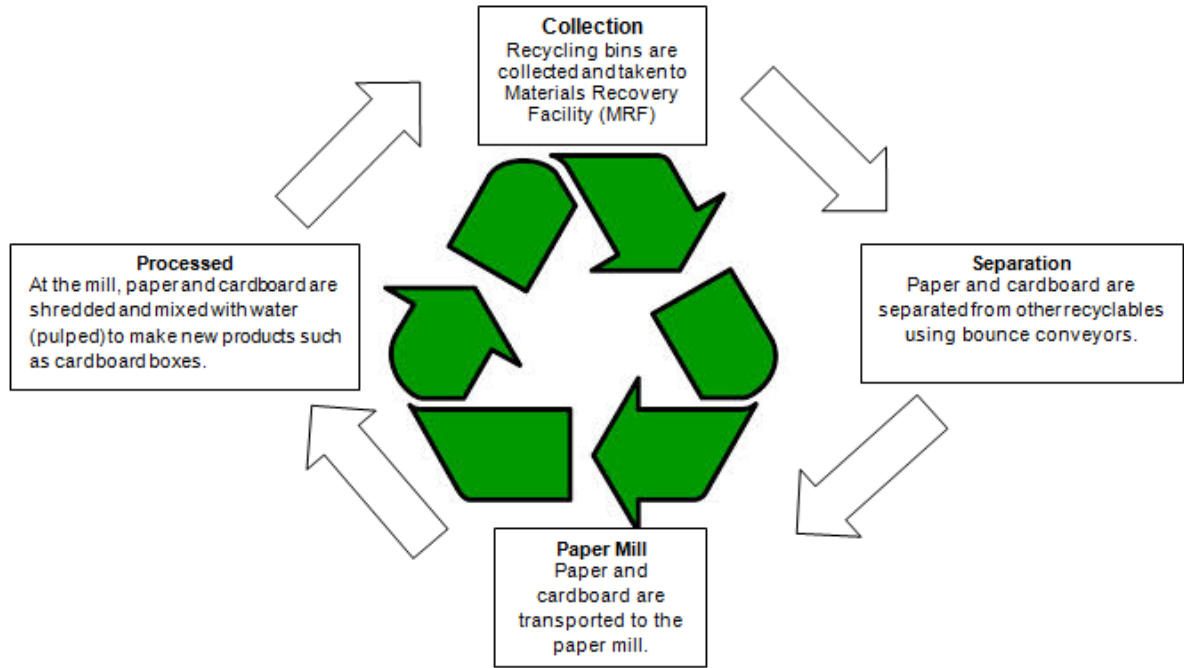 Collection
Recycling bins are
collected and taken to
Materials Recovery
Facility (MRF)
Processed
At the mill, paper and cardboard are
shredded and mixed with water
(pulped) to make new products such
as cardboard boxes.
Separation
Paper and cardboard are
separated from other recyclables
using bounce conveyors.
Paper Mill
Paper and
cardboard are
transported to the
paper mill.